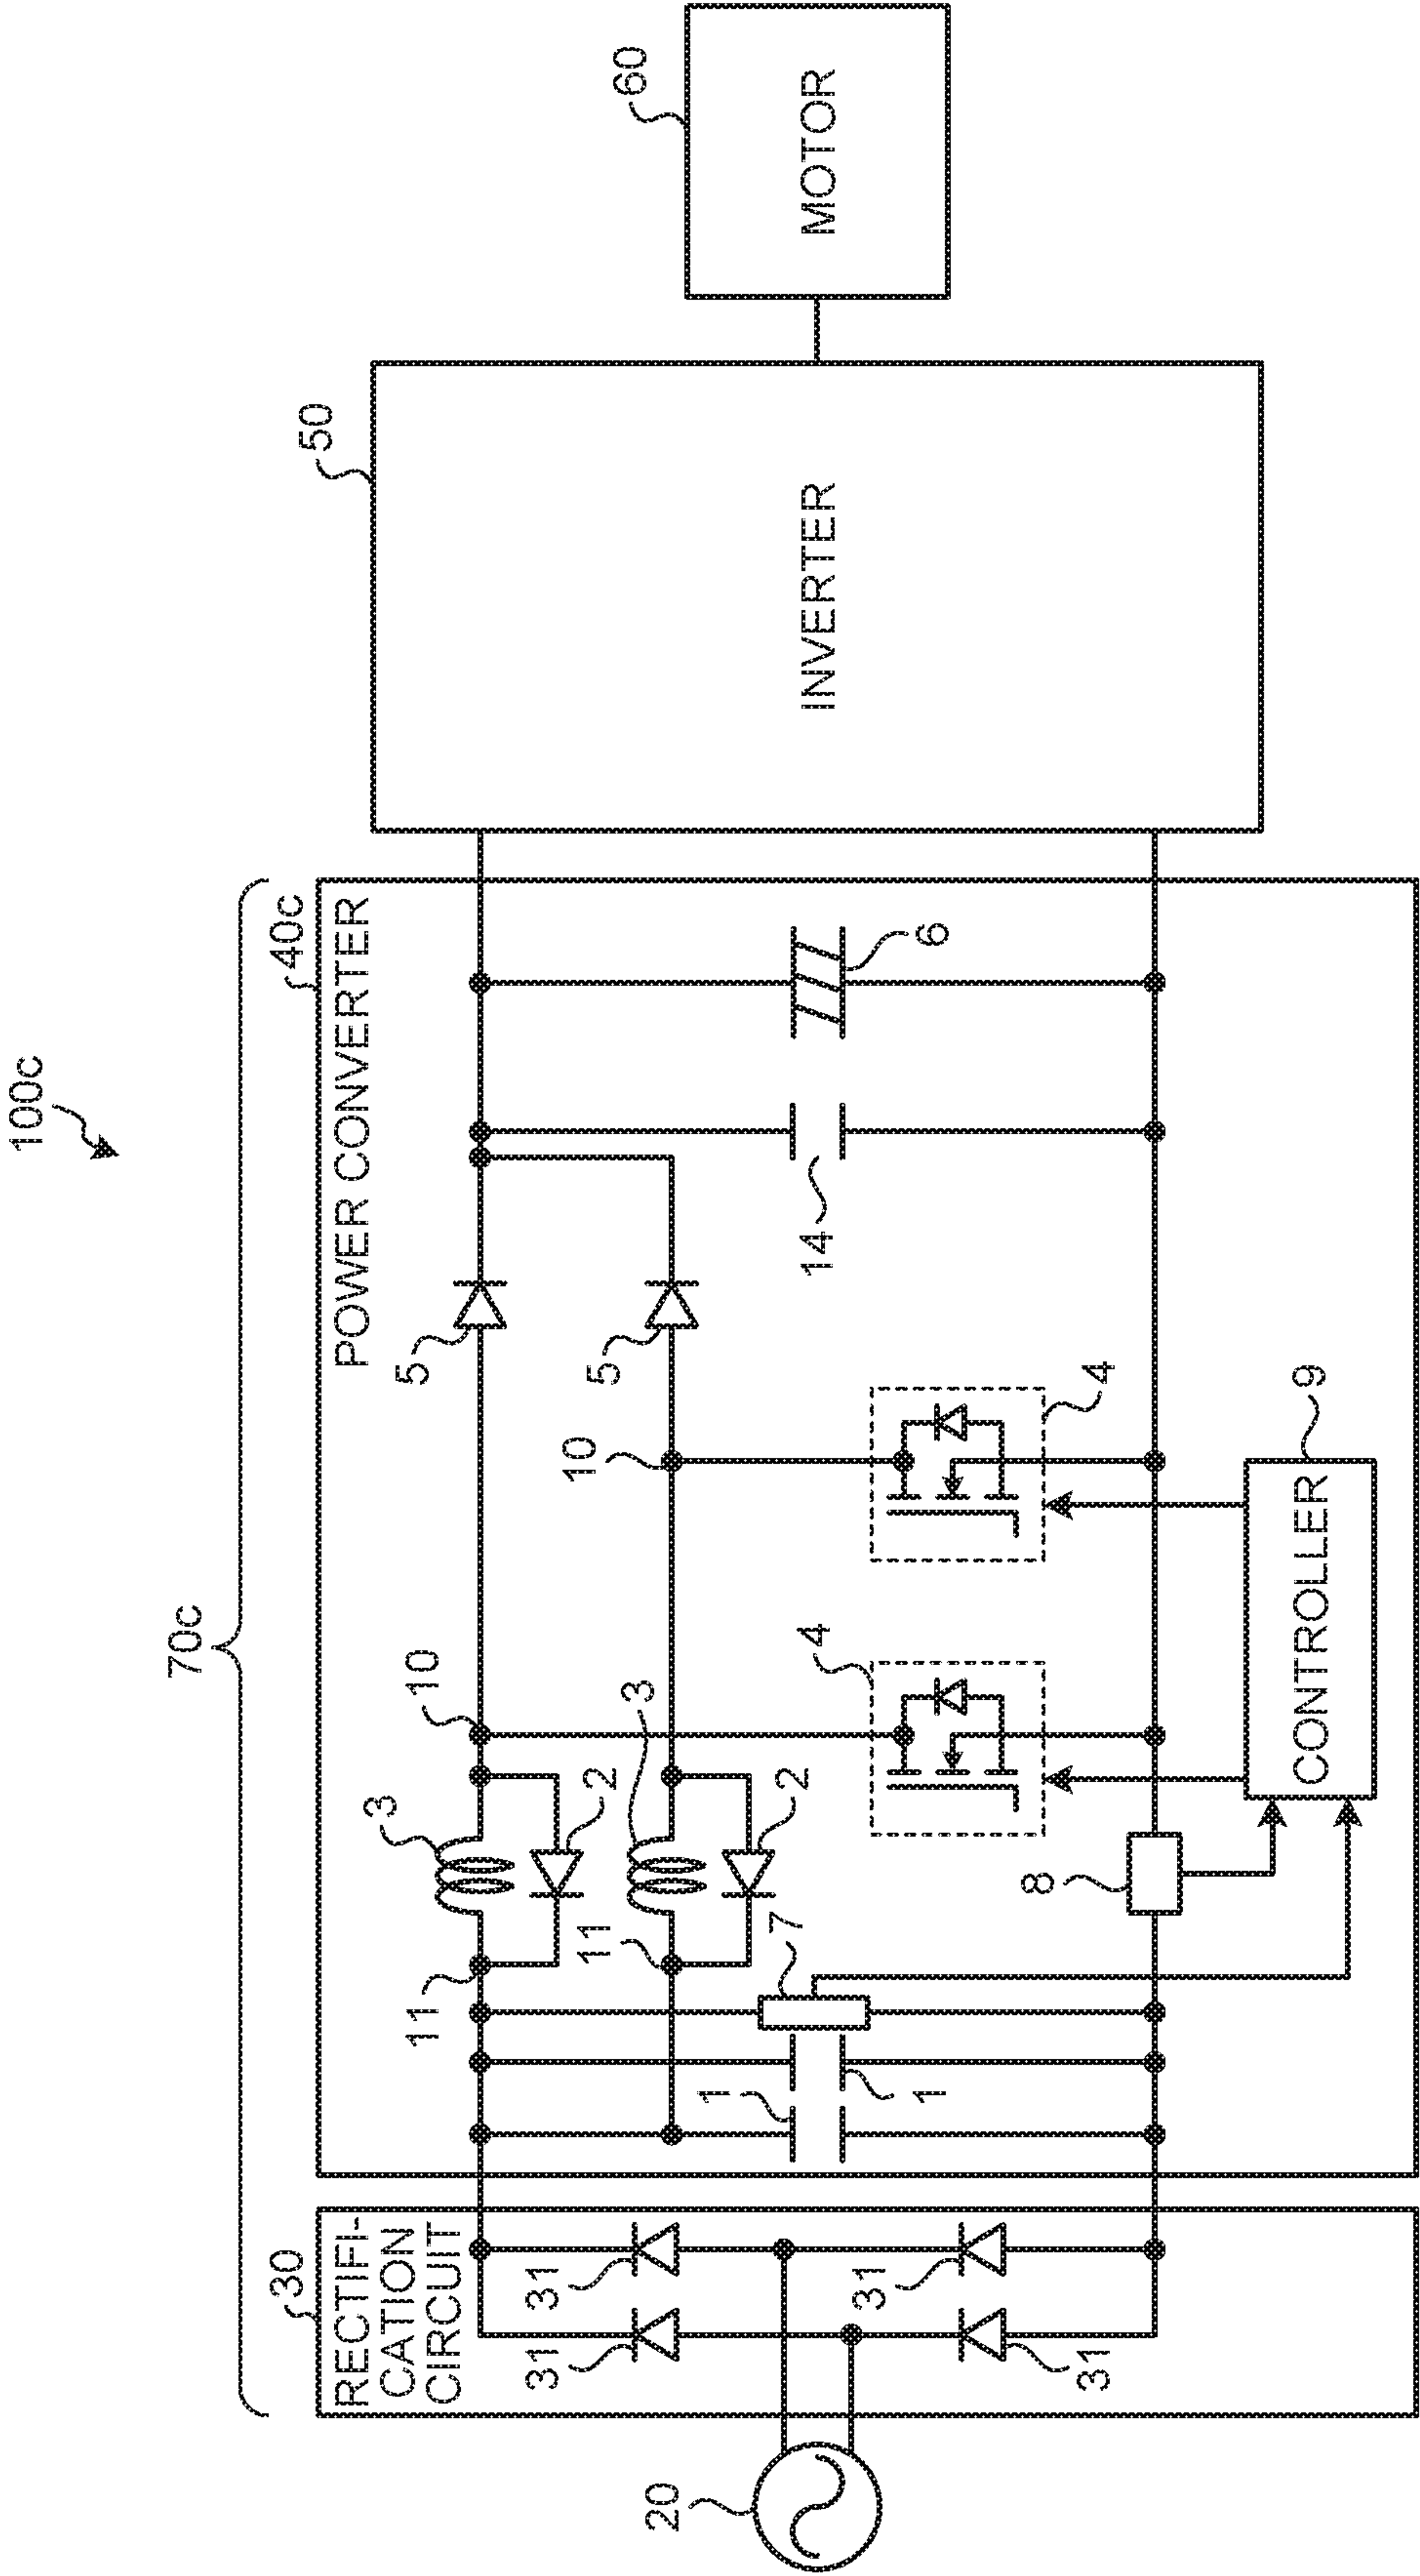 100c
70c
30
RECTIFI-
CATION
CIRCUIT
40c
POWER CONVERTER
50
INVERTER
60
MOTOR
20
31
31
31
31
11
3
10
5
2
11
3
10
5
2
1
1
7
4
4
14
6
8
9
CONTROLLER